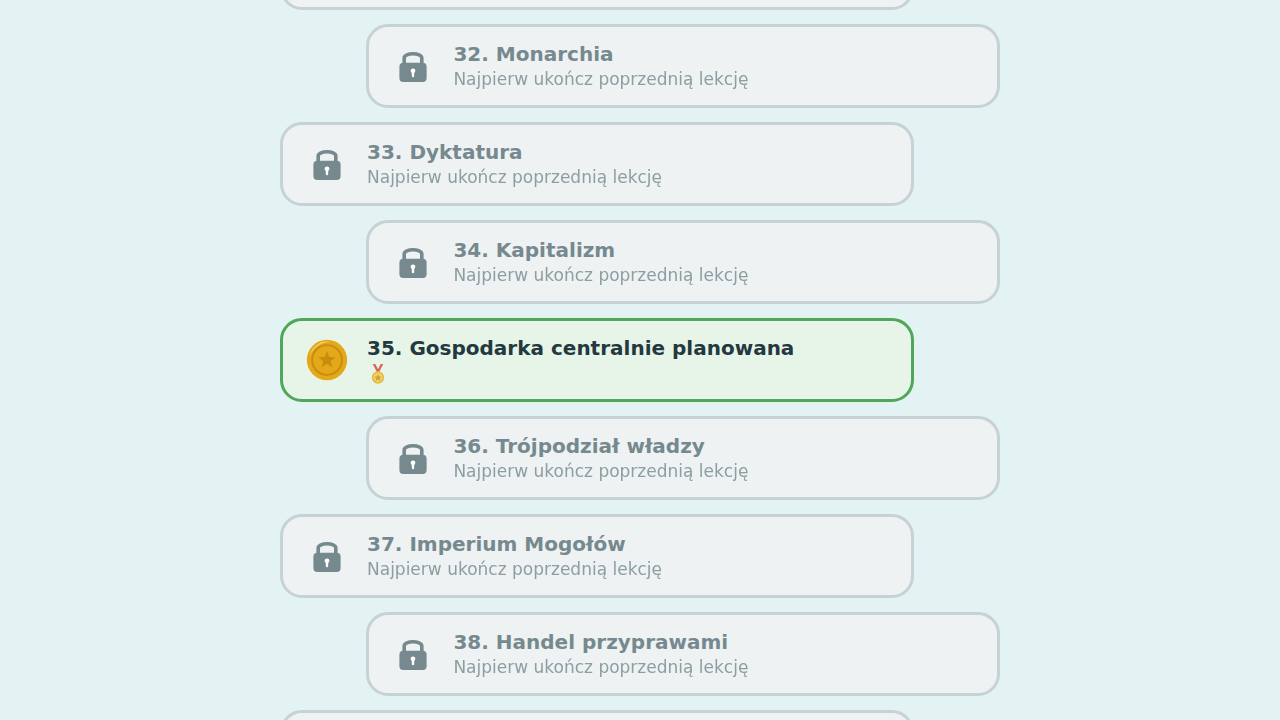 32. Monarchia
Najpierw ukończ poprzednią lekcję
33. Dyktatura
Najpierw ukończ poprzednią lekcję
34. Kapitalizm
Najpierw ukończ poprzednią lekcję
35. Gospodarka centralnie planowana
36. Trójpodział władzy
Najpierw ukończ poprzednią lekcję
37. Imperium Mogołów
Najpierw ukończ poprzednią lekcję
38. Handel przyprawami
Najpierw ukończ poprzednią lekcję